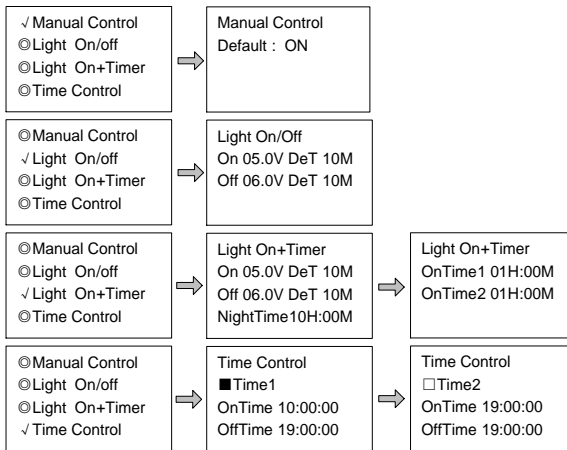 √Manual Control
◎Light On/off
◎Light On+Timer
◎Time Control
Manual Control
Default : ON
◎Manual Control
√Light On/off
◎Light On+Timer
◎Time Control
Light On/Off
On 05.0V DeT 10M
Off 06.0V DeT 10M
◎Manual Control
◎Light On/off
√Light On+Timer
◎Time Control
Light On+Timer
On 05.0V DeT 10M
Off 06.0V DeT 10M
NightTime10H:00M
Light On+Timer
OnTime1 01H:00M
OnTime2 01H:00M
◎Manual Control
◎Light On/off
◎Light On+Timer
√Time Control
Time Control
■Time1
OnTime 10:00:00
OffTime 19:00:00
Time Control
□Time2
OnTime 19:00:00
OffTime 19:00:00